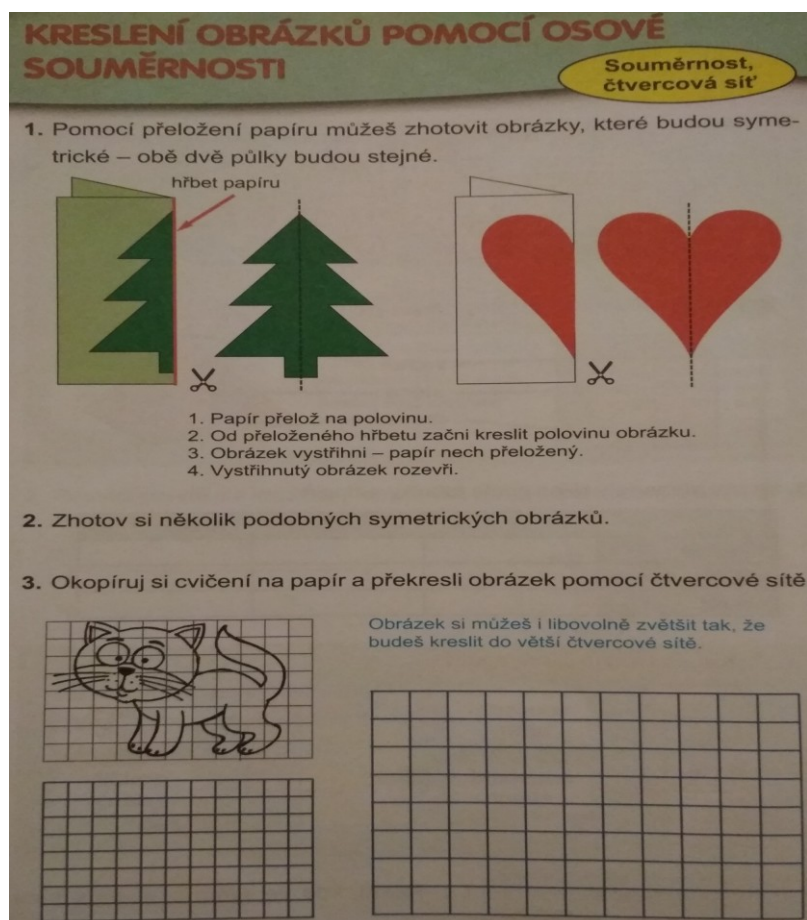 KRESLENÍ OBRÁZKŮ POMOCÍ OSOVÉ
SOUMĚRNOSTI
Souměrnost,
čtvercová síť
1. Pomocí přeložení papíru můžeš zhotovit obrázky, které budou syme-
trické – obě dvě půlky budou stejné.
hřbet papíru
1. Papír přelož na polovinu.
2. Od přeloženého hřbetu začni kreslit polovinu obrázku.
3. Obrázek vystřihni – papír nech přeložený.
4. Vystřihnutý obrázek rozevři.
2. Zhotov si několik podobných symetrických obrázků.
3. Okopíruj si cvičení na papír a překresli obrázek pomocí čtvercové sítě
Obrázek si můžeš i libovolně zvětšit tak, že
budeš kreslit do větší čtvercové sítě.